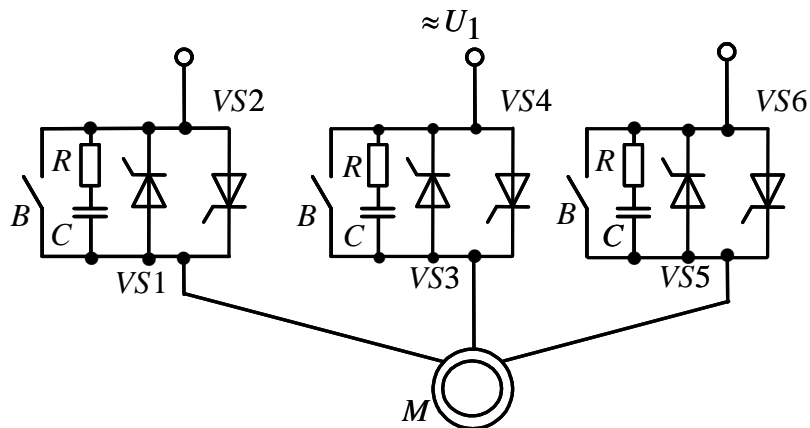 ≈U₁
VS2 VS4 VS6
R R R
B C B C B C
VS1 VS3 VS5
M